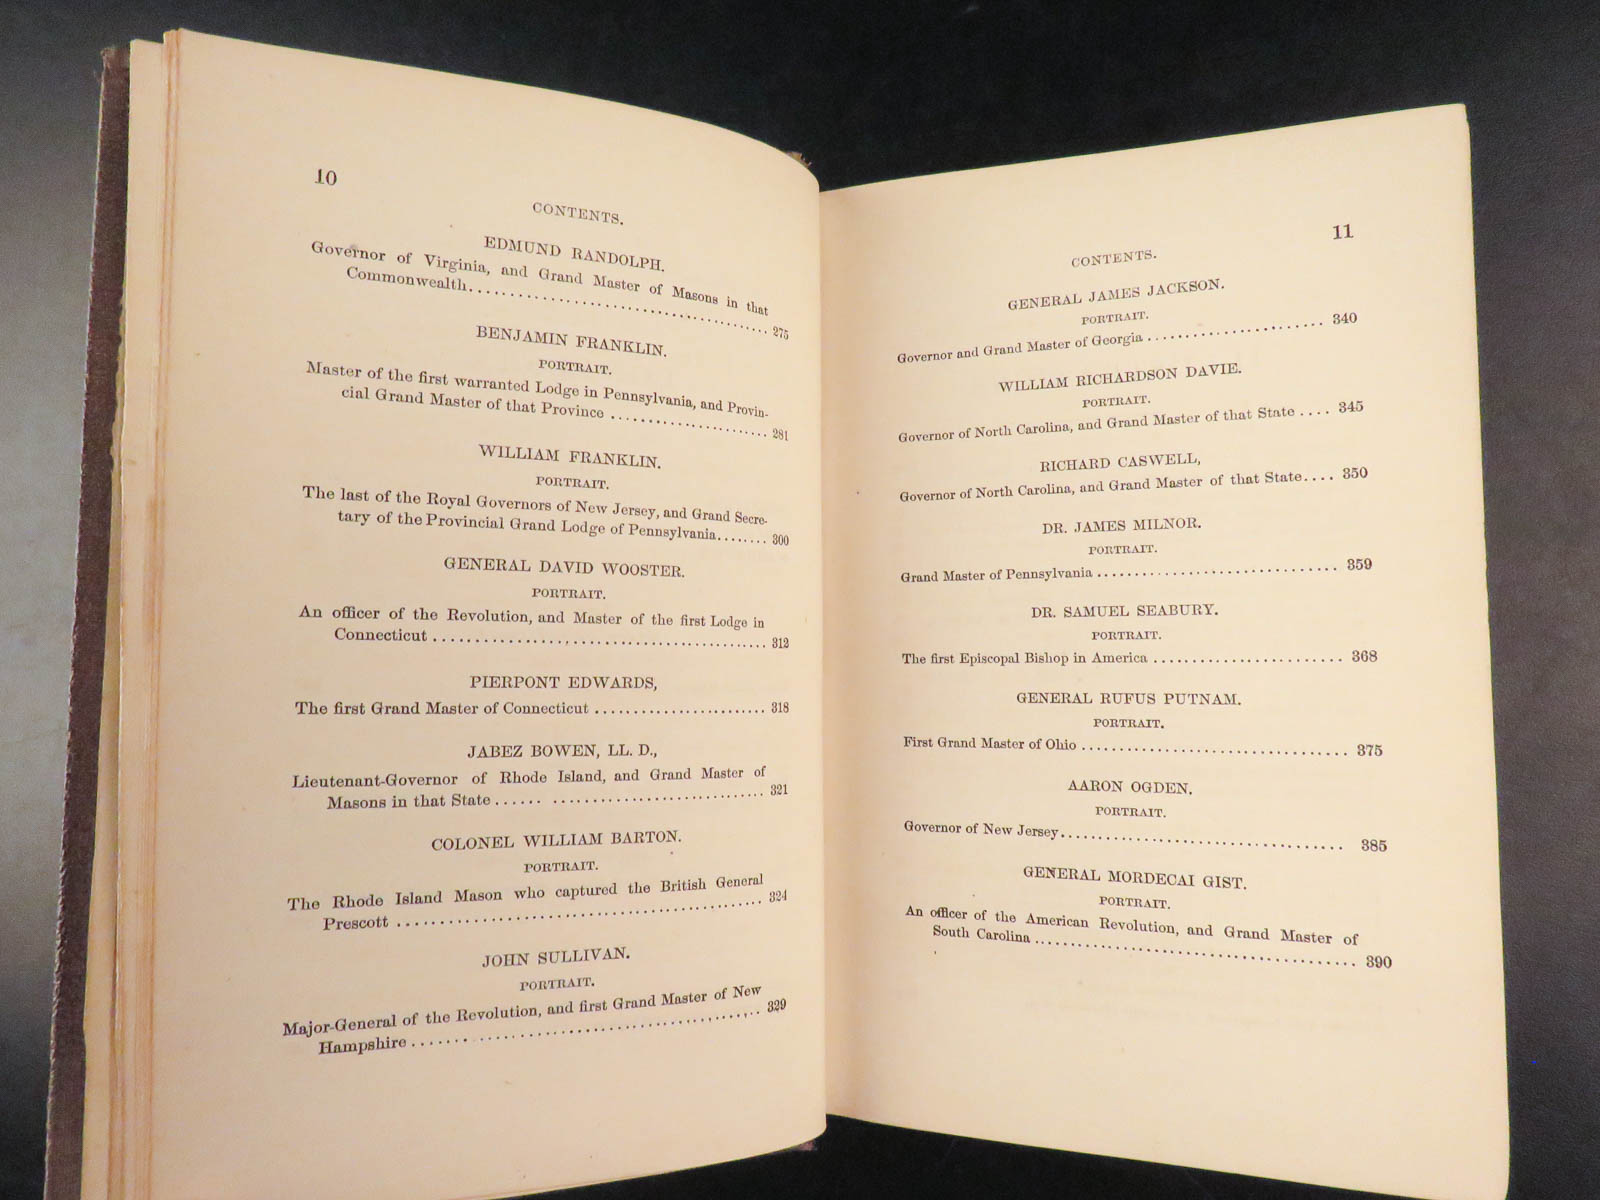 10
CONTENTS.
EDMUND RANDOLPH.
Governor of Virginia, and Grand Master of Masons in that
Commonwealth........................................275
BENJAMIN FRANKLIN.
PORTRAIT.
Master of the first warranted Lodge in Pennsylvania, and Provin-
cial Grand Master of that Province .....................281
WILLIAM FRANKLIN.
PORTRAIT.
The last of the Royal Governors of New Jersey, and Grand Secre-
tary of the Provincial Grand Lodge of Pennsylvania........ 300
GENERAL DAVID WOOSTER.
PORTRAIT.
An officer of the Revolution, and Master of the first Lodge in
Connecticut .......................................... 312
PIERPONT EDWARDS,
The first Grand Master of Connecticut ....................... 318
JABEZ BOWEN, LL. D.,
Lieutenant-Governor of Rhode Island, and Grand Master of
Masons in that State ...... ............................ 321
COLONEL WILLIAM BARTON.
PORTRAIT.
The Rhode Island Mason who captured the British General
Prescott ............................................... 324
JOHN SULLIVAN.
PORTRAIT.
Major-General of the Revolution, and first Grand Master of New
Hampshire ............................................ 329
11
CONTENTS.
GENERAL JAMES JACKSON.
PORTRAIT.
Governor and Grand Master of Georgia ....................... 340
WILLIAM RICHARDSON DAVIE.
PORTRAIT.
Governor of North Carolina, and Grand Master of that State .... 345
RICHARD CASWELL,
Governor of North Carolina, and Grand Master of that State.... 350
DR. JAMES MILNOR.
PORTRAIT.
Grand Master of Pennsylvania ............................... 359
DR. SAMUEL SEABURY.
PORTRAIT.
The first Episcopal Bishop in America ........................ 368
GENERAL RUFUS PUTNAM.
PORTRAIT.
First Grand Master of Ohio .................................. 375
AARON OGDEN.
PORTRAIT.
Governor of New Jersey..................................... 385
GENERAL MORDECAI GIST.
PORTRAIT.
An officer of the American Revolution, and Grand Master of
South Carolina ......................................... 390